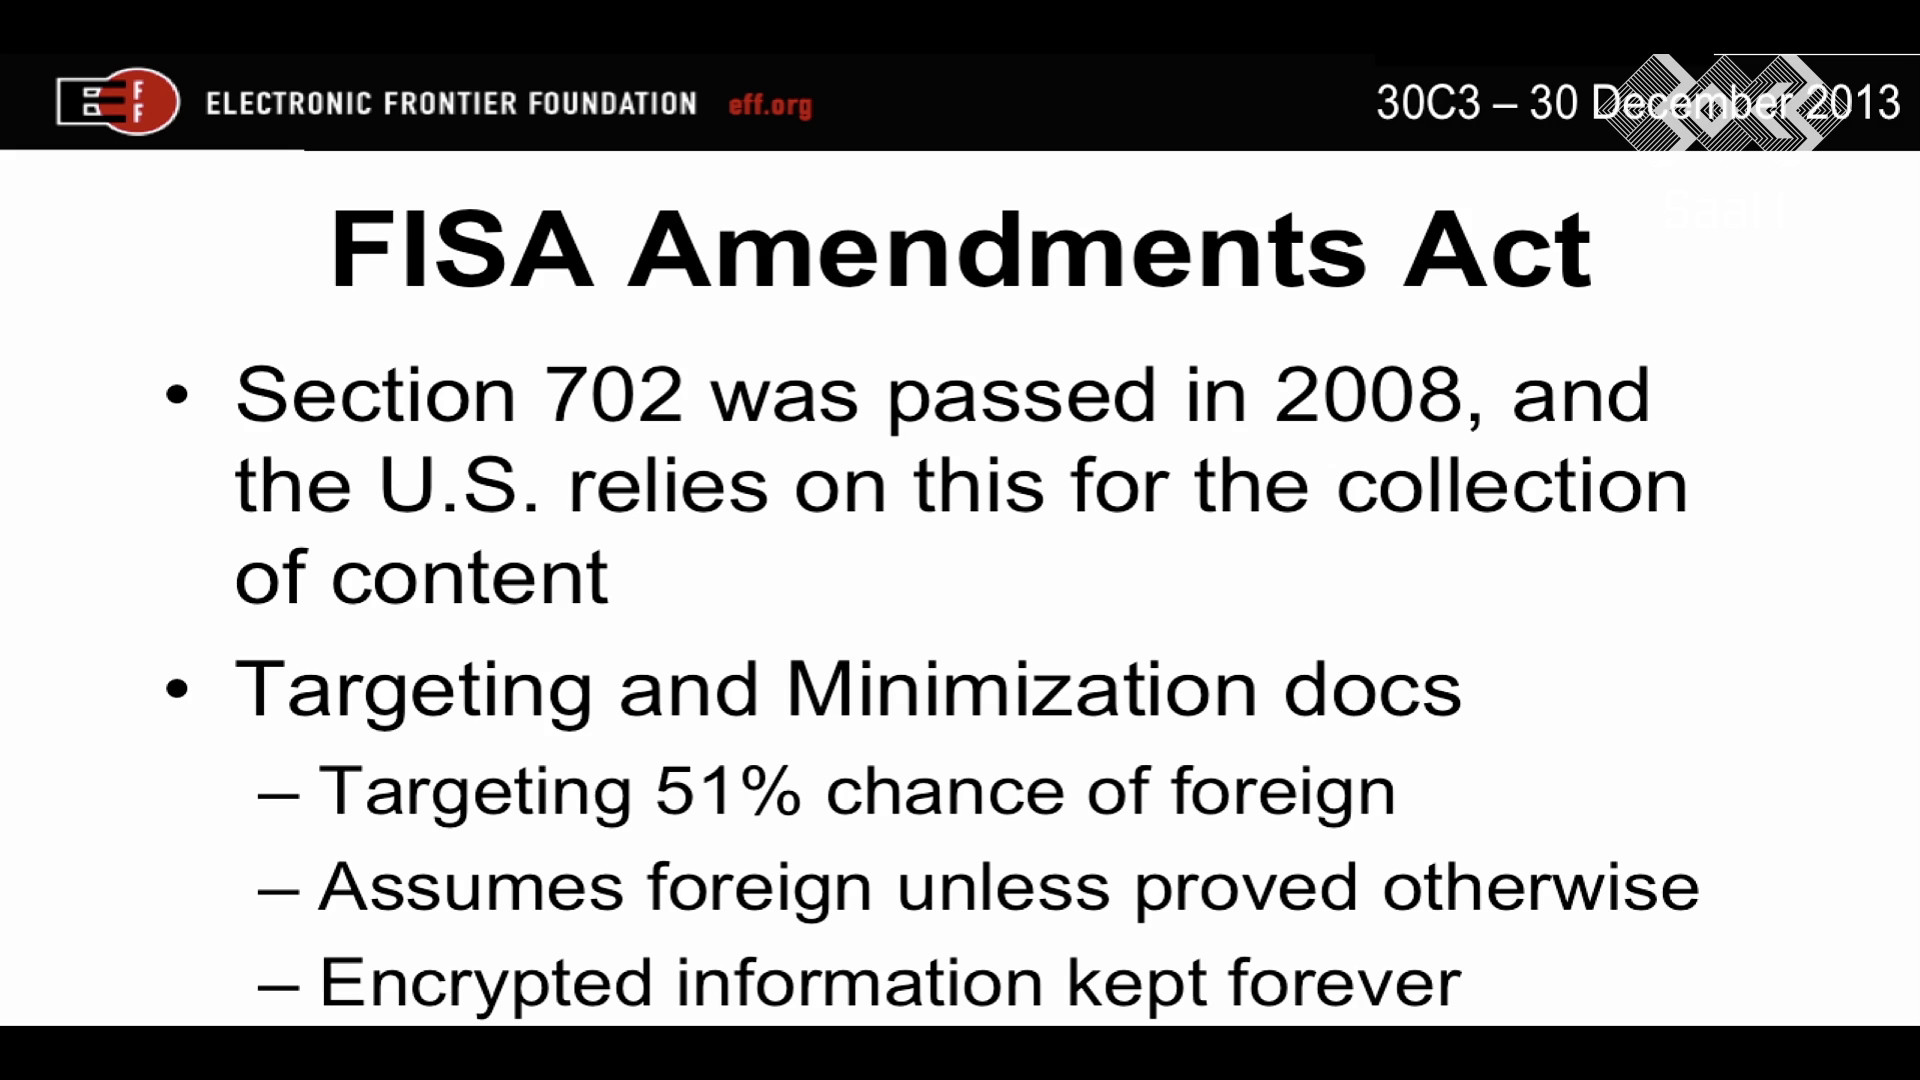 EFF
ELECTRONIC FRONTIER FOUNDATION eff.org
30C3 – 30 December 2013
Saal 1
FISA Amendments Act
• Section 702 was passed in 2008, and
the U.S. relies on this for the collection
of content
• Targeting and Minimization docs
– Targeting 51% chance of foreign
– Assumes foreign unless proved otherwise
– Encrypted information kept forever